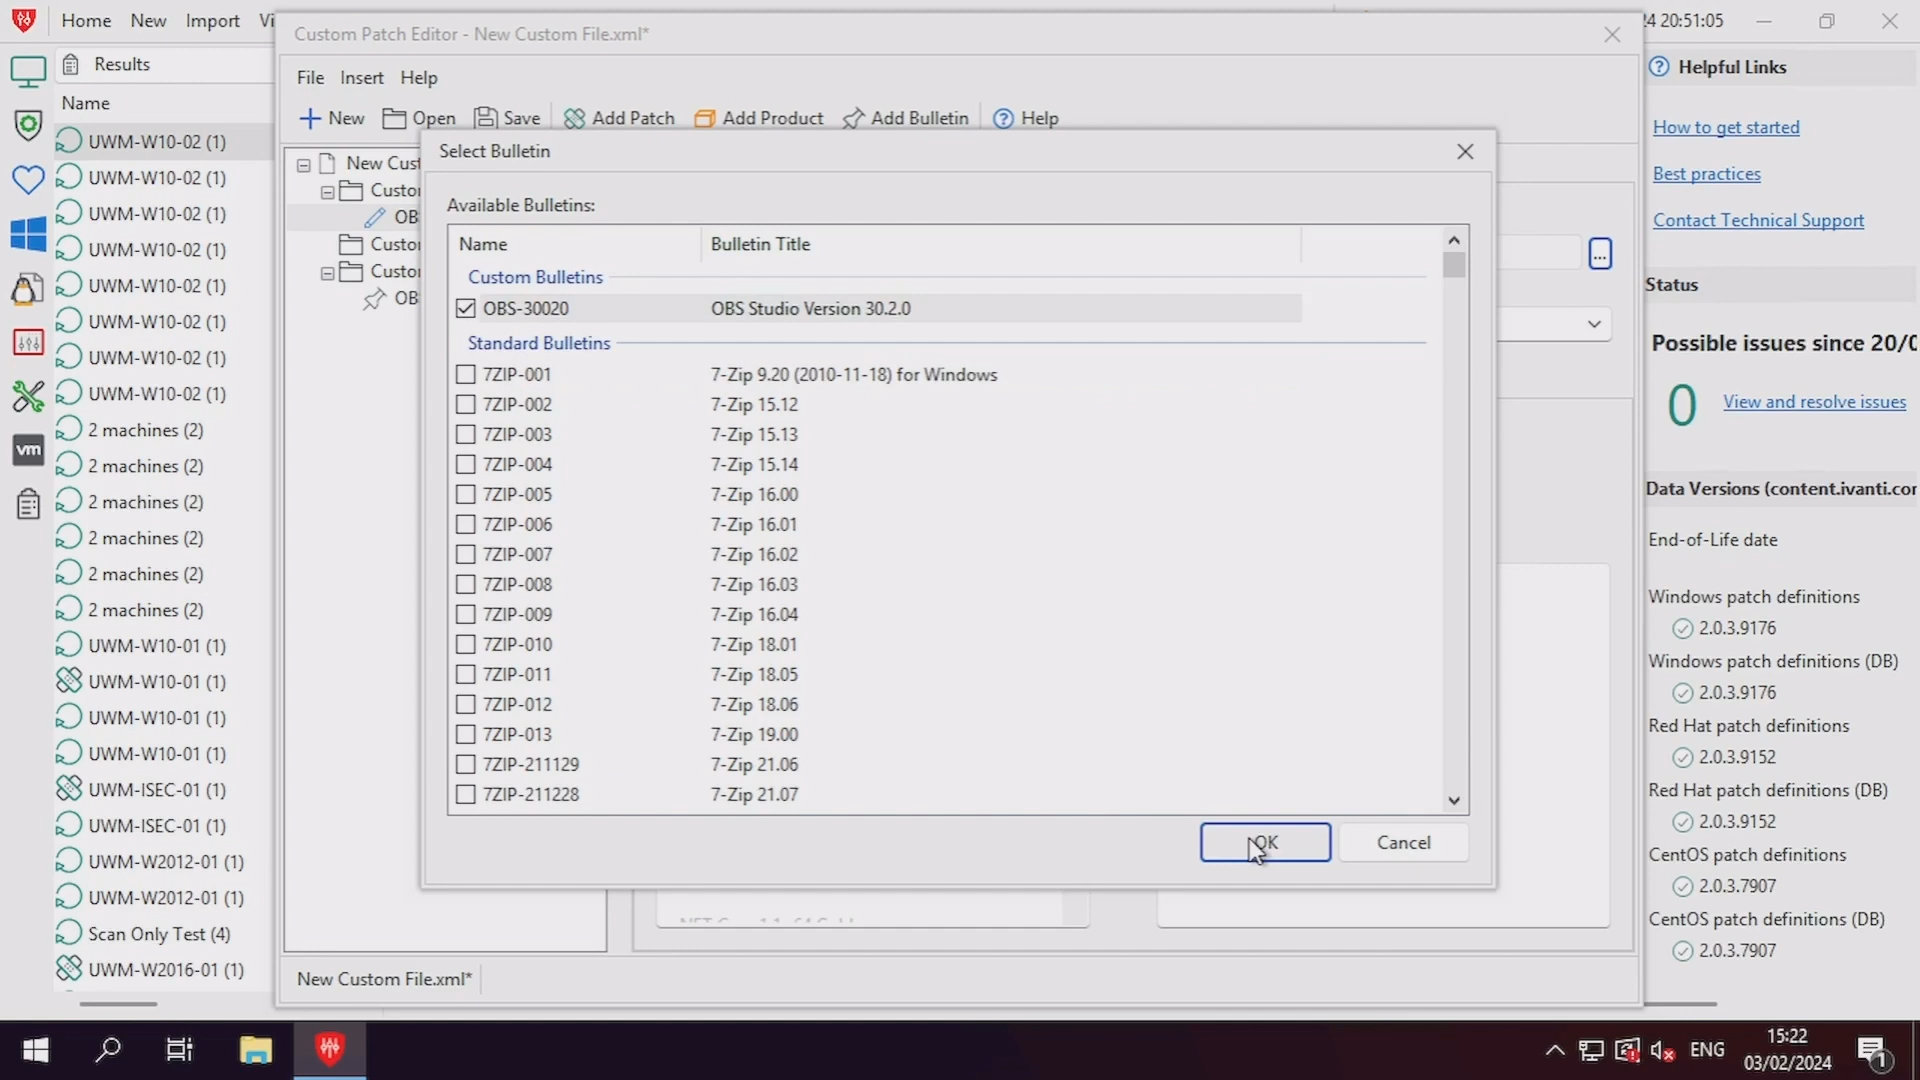 Home New Import Vi
24 20:51:05
Custom Patch Editor - New Custom File.xml*
Results
Name
UWM-W10-02 (1)
UWM-W10-02 (1)
UWM-W10-02 (1)
UWM-W10-02 (1)
UWM-W10-02 (1)
UWM-W10-02 (1)
UWM-W10-02 (1)
UWM-W10-02 (1)
2 machines (2)
2 machines (2)
2 machines (2)
2 machines (2)
2 machines (2)
2 machines (2)
UWM-W10-01 (1)
UWM-W10-01 (1)
UWM-W10-01 (1)
UWM-W10-01 (1)
UWM-ISEC-01 (1)
UWM-ISEC-01 (1)
UWM-W2012-01 (1)
UWM-W2012-01 (1)
Scan Only Test (4)
UWM-W2016-01 (1)
vm
File Insert Help
New Open Save Add Patch Add Product Add Bulletin Help
New Cust
Custo
OB
Custo
Custo
OB
Select Bulletin
Available Bulletins:
Name Bulletin Title
Custom Bulletins
OBS-30020 OBS Studio Version 30.2.0
Standard Bulletins
7ZIP-001 7-Zip 9.20 (2010-11-18) for Windows
7ZIP-002 7-Zip 15.12
7ZIP-003 7-Zip 15.13
7ZIP-004 7-Zip 15.14
7ZIP-005 7-Zip 16.00
7ZIP-006 7-Zip 16.01
7ZIP-007 7-Zip 16.02
7ZIP-008 7-Zip 16.03
7ZIP-009 7-Zip 16.04
7ZIP-010 7-Zip 18.01
7ZIP-011 7-Zip 18.05
7ZIP-012 7-Zip 18.06
7ZIP-013 7-Zip 19.00
7ZIP-211129 7-Zip 21.06
7ZIP-211228 7-Zip 21.07
OK Cancel
...
New Custom File.xml*
Helpful Links
How to get started
Best practices
Contact Technical Support
Status
Possible issues since 20/0
0 View and resolve issues
Data Versions (content.ivanti.cor
End-of-Life date
Windows patch definitions
2.0.3.9176
Windows patch definitions (DB)
2.0.3.9176
Red Hat patch definitions
2.0.3.9152
Red Hat patch definitions (DB)
2.0.3.9152
CentOS patch definitions
2.0.3.7907
CentOS patch definitions (DB)
2.0.3.7907
ENG
15:22
03/02/2024
1